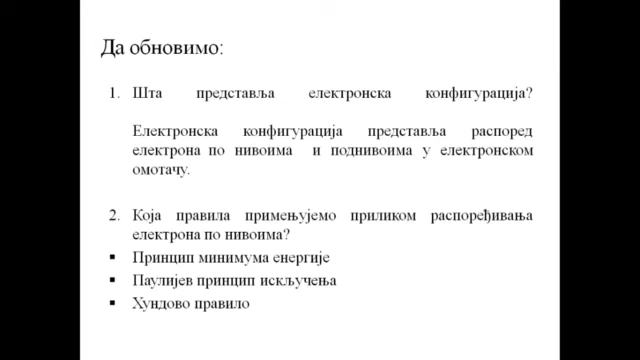 Да обновимо:
1. Шта представља електронска конфигурација?
Електронска конфигурација представља распоред
електрона по нивоима и поднивоима у електронском
омотачу.
2. Која правила примењујемо приликом распоређивања
електрона по нивоима?
▪ Принцип минимума енергије
▪ Паулијев принцип искључења
▪ Хундово правило